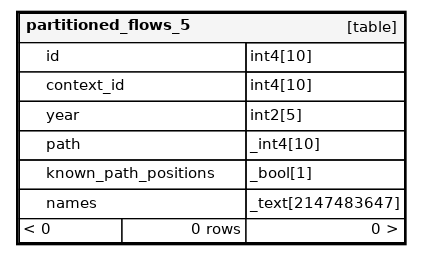 partitioned_flows_5 [table]
id int4[10]
context_id int4[10]
year int2[5]
path _int4[10]
known_path_positions _bool[1]
names _text[2147483647]
< 0 0 rows 0 >